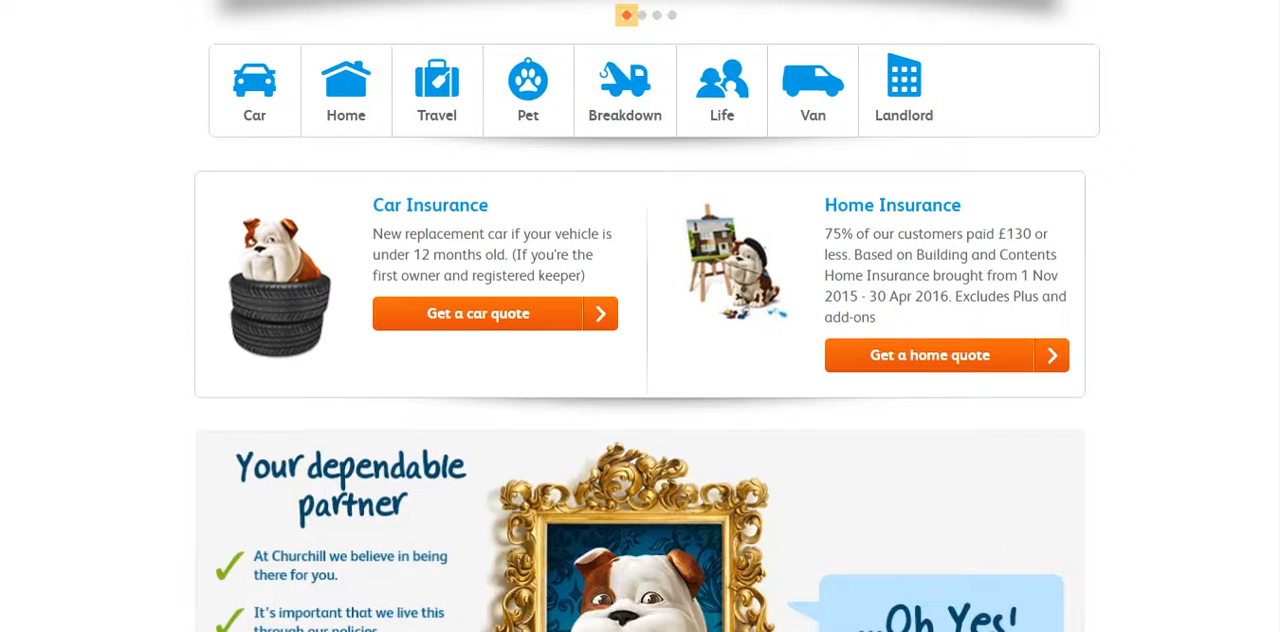 Car
Home
Travel
Pet
Breakdown
Life
Van
Landlord
Car Insurance
New replacement car if your vehicle is
under 12 months old. (If you're the
first owner and registered keeper)
Get a car quote
Home Insurance
75% of our customers paid £130 or
less. Based on Building and Contents
Home Insurance brought from 1 Nov
2015 - 30 Apr 2016. Excludes Plus and
add-ons
Get a home quote
Your dependable
partner
At Churchill we believe in being
there for you.
It's important that we live this
through our policies
...Oh Yes!